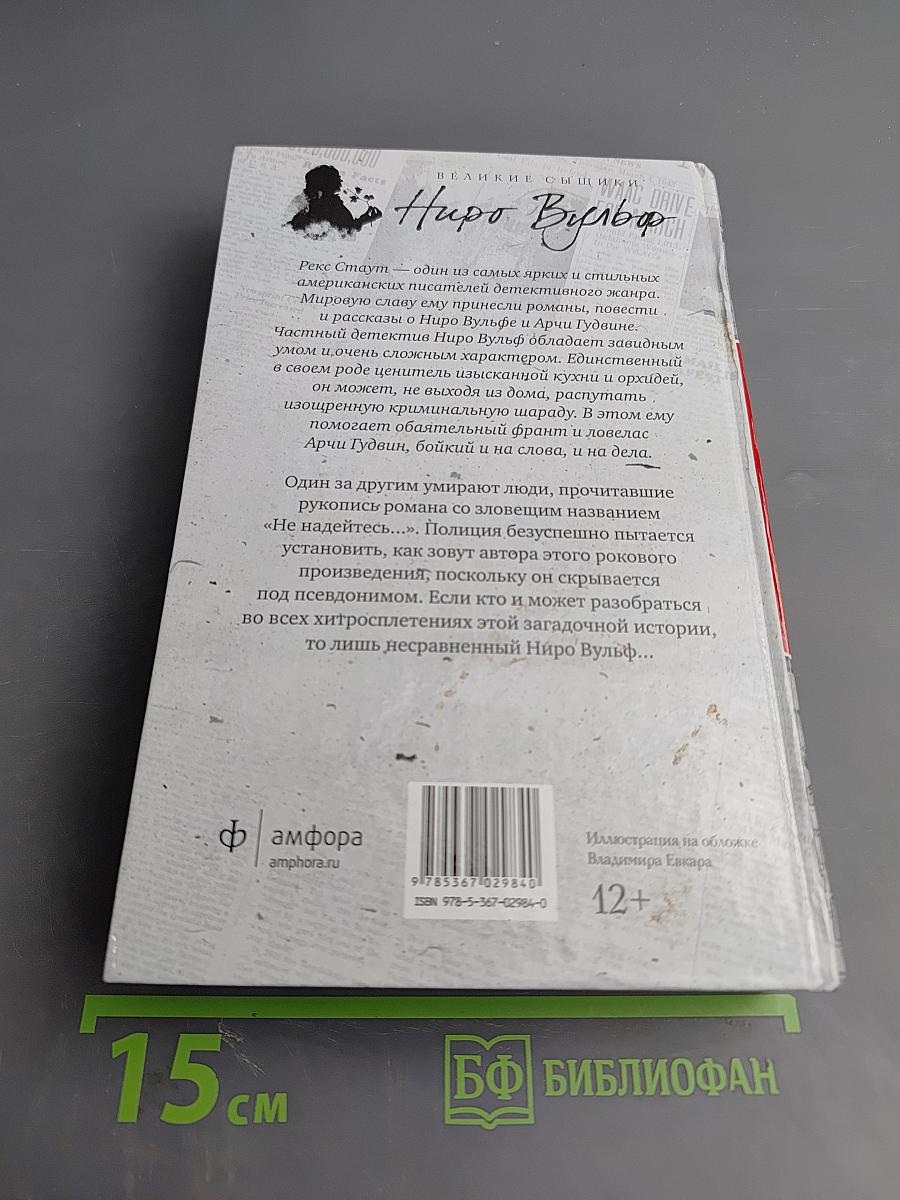 ВЕЛИКИЕ СЫЩИКИ
Ниро Вульф
Рекс Стаут — один из самых ярких и стильных
американских писателей детективного жанра.
Мировую славу ему принесли романы, повести
и рассказы о Ниро Вульфе и Арчи Гудвине.
Частный детектив Ниро Вульф обладает завидным
умом и очень сложным характером. Единственный
в своем роде ценитель изысканной кухни и орхидей,
он может, не выходя из дома, распутать
изощренную криминальную шараду. В этом ему
помогает обаятельный франт и ловелас
Арчи Гудвин, бойкий и на слова, и на дела.
Один за другим умирают люди, прочитавшие
рукопись романа со зловещим названием
«Не надейтесь...». Полиция безуспешно пытается
установить, как зовут автора этого рокового
произведения, поскольку он скрывается
под псевдонимом. Если кто и может разобраться
во всех хитросплетениях этой загадочной истории,
то лишь несравненный Ниро Вульф...
ф амфора
amphora.ru
9 785367 029840
ISBN 978-5-367-02984-0
Иллюстрация на обложке
Владимира Евкара
12+
15 см
БФ БИБЛИОФАН